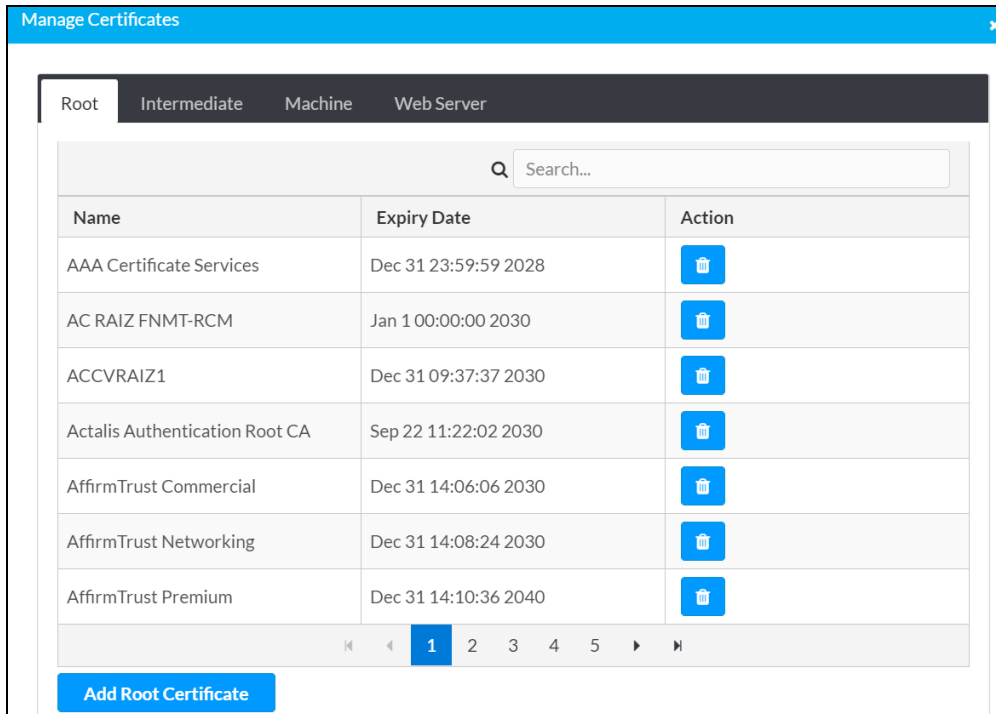 Manage Certificates
Root Intermediate Machine Web Server
Search...
Name Expiry Date Action
AAA Certificate Services Dec 31 23:59:59 2028
AC RAIZ FNMT-RCM Jan 1 00:00:00 2030
ACCVRAIZ1 Dec 31 09:37:37 2030
Actalis Authentication Root CA Sep 22 11:22:02 2030
AffirmTrust Commercial Dec 31 14:06:06 2030
AffirmTrust Networking Dec 31 14:08:24 2030
AffirmTrust Premium Dec 31 14:10:36 2040
1 2 3 4 5
Add Root Certificate